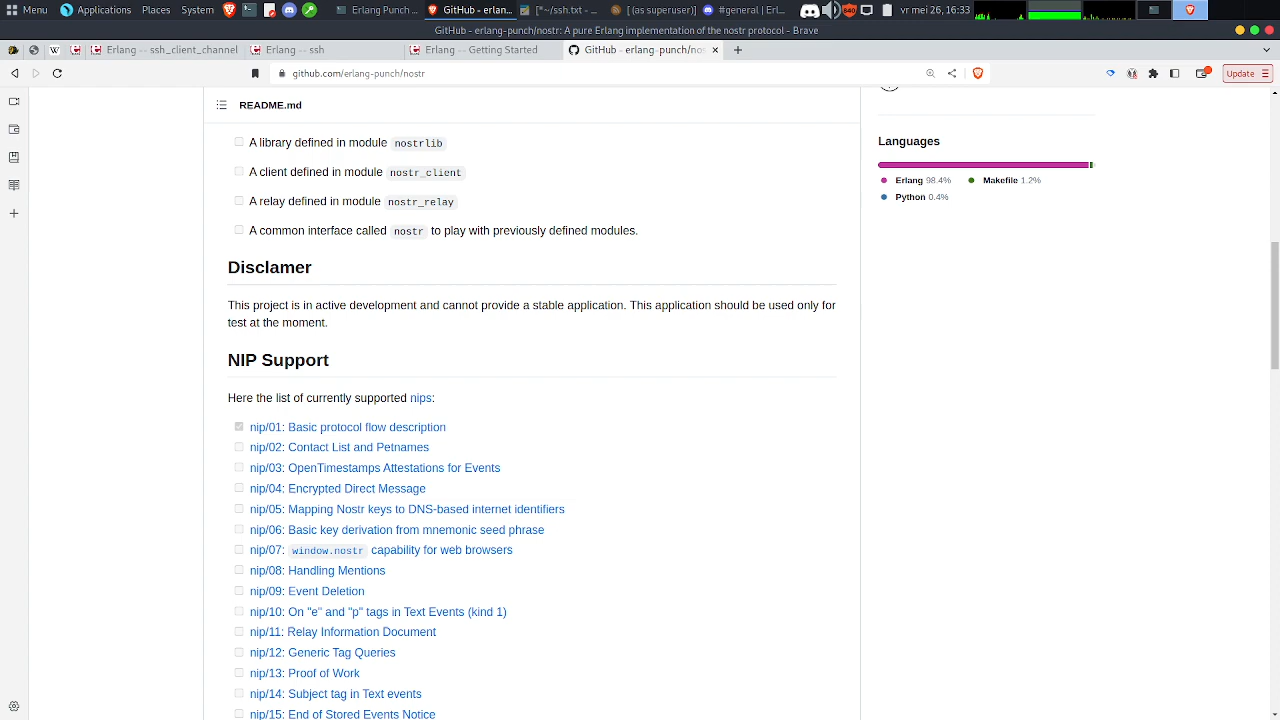 Menu Applications Places System Erlang Punch ... GitHub - erlang... [*~/ssh.txt - ... [(as superuser)] #general | Erl... 840 vr mei 26, 16:33
GitHub - erlang-punch/nostr: A pure Erlang implementation of the nostr protocol - Brave
Erlang -- ssh_client_channel Erlang -- ssh Erlang -- Getting Started GitHub - erlang-punch/nos
github.com/erlang-punch/nostr Update
README.md
A library defined in module nostrlib
A client defined in module nostr_client
A relay defined in module nostr_relay
A common interface called nostr to play with previously defined modules.
Disclamer
This project is in active development and cannot provide a stable application. This application should be used only for
test at the moment.
NIP Support
Here the list of currently supported nips:
nip/01: Basic protocol flow description
nip/02: Contact List and Petnames
nip/03: OpenTimestamps Attestations for Events
nip/04: Encrypted Direct Message
nip/05: Mapping Nostr keys to DNS-based internet identifiers
nip/06: Basic key derivation from mnemonic seed phrase
nip/07: window.nostr capability for web browsers
nip/08: Handling Mentions
nip/09: Event Deletion
nip/10: On "e" and "p" tags in Text Events (kind 1)
nip/11: Relay Information Document
nip/12: Generic Tag Queries
nip/13: Proof of Work
nip/14: Subject tag in Text events
nip/15: End of Stored Events Notice
Languages
Erlang 98.4% Makefile 1.2%
Python 0.4%